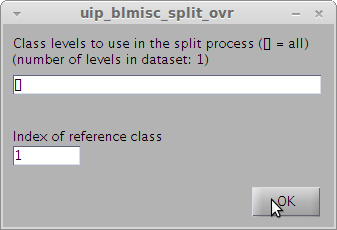 uip_blmisc_split_ovr
Class levels to use in the split process ([] = all)
(number of levels in dataset: 1)
[]
Index of reference class
1
OK